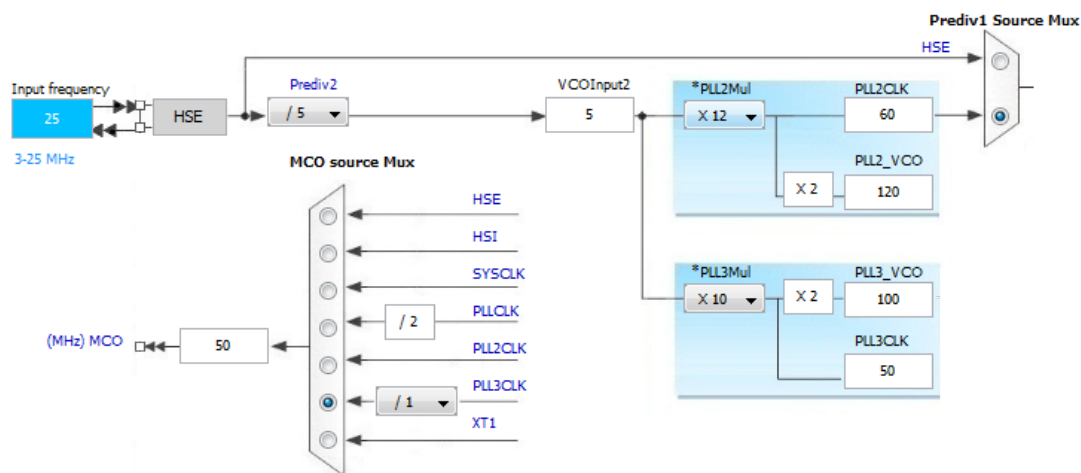 Prediv1 Source Mux
HSE
Input frequency
25
3-25 MHz
HSE
Prediv2
/ 5
VCOInput2
5
*PLL2Mul
X 12
PLL2CLK
60
PLL2_VCO
X 2
120
MCO source Mux
HSE
HSI
SYSCLK
PLLCLK
/ 2
PLL2CLK
PLL3CLK
/ 1
XT1
(MHz) MCO
50
*PLL3Mul
X 10
X 2
PLL3_VCO
100
PLL3CLK
50